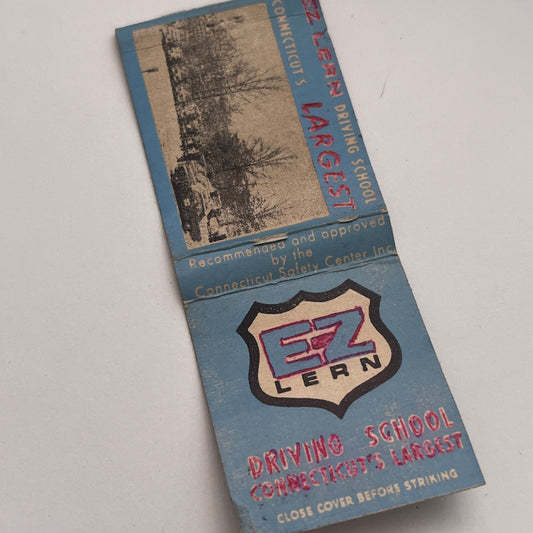 EZ LERN DRIVING SCHOOL
CONNECTICUT'S LARGEST
Recommended and approved
by the
Connecticut Safety Center Inc
E-Z
LERN
DRIVING SCHOOL
CONNECTICUT'S LARGEST
CLOSE COVER BEFORE STRIKING